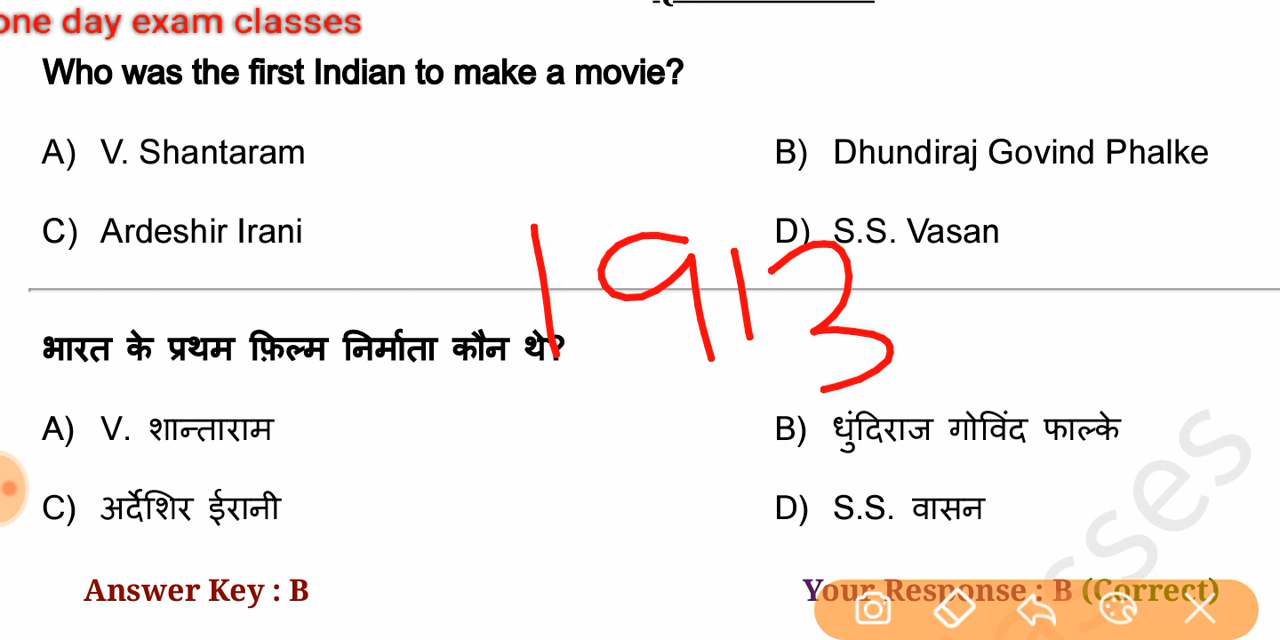 one day exam classes
Who was the first Indian to make a movie?
A) V. Shantaram
B) Dhundiraj Govind Phalke
C) Ardeshir Irani
D) S.S. Vasan
1913
भारत के प्रथम फ़िल्म निर्माता कौन थे?
A) V. शान्ताराम
B) धुंदिराज गोविंद फाल्के
C) अर्देशिर ईरानी
D) S.S. वासन
Answer Key : B
Your Response : B (Correct)